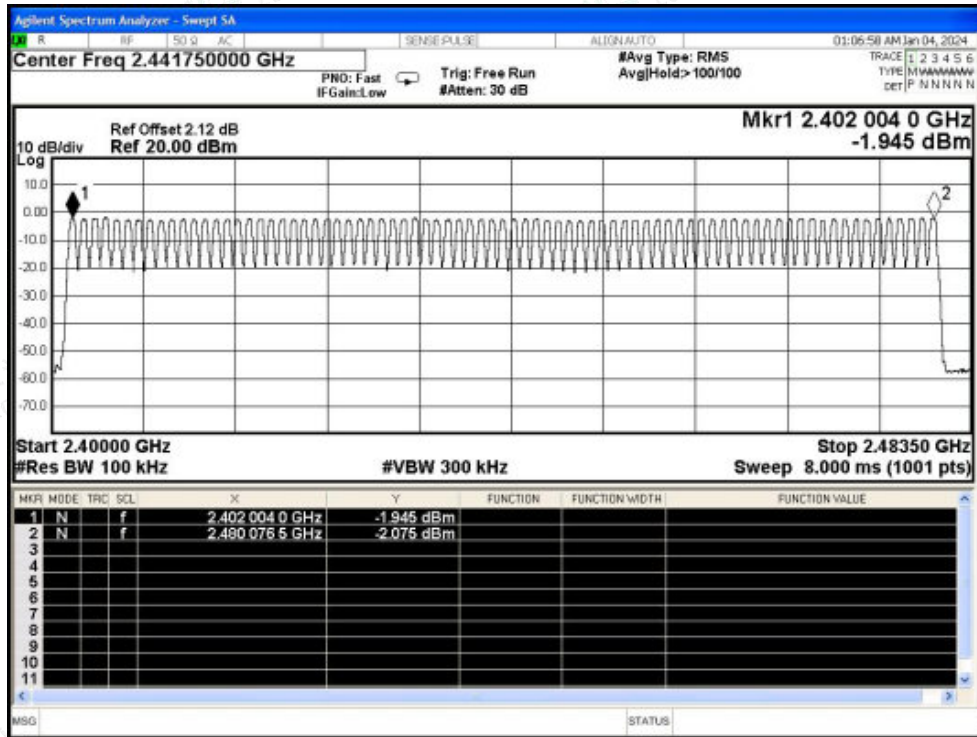 Agilent Spectrum Analyzer - Swept SA
R RF 50 Ω AC SENSE:PULSE ALIGN AUTO 01:06:58 AM Jan 04, 2024
Center Freq 2.441750000 GHz
PNO: Fast
IFGain:Low
Trig: Free Run
#Atten: 30 dB
#Avg Type: RMS
Avg|Hold:> 100/100
TRACE 1 2 3 4 5 6
TYPE M
DET P N N N N N
Mkr1 2.402 004 0 GHz
-1.945 dBm
Ref Offset 2.12 dB
10 dB/div Ref 20.00 dBm
Log
10.0
0.00
-10.0
-20.0
-30.0
-40.0
-50.0
-60.0
-70.0
1
2
Start 2.40000 GHz Stop 2.48350 GHz
#Res BW 100 kHz #VBW 300 kHz Sweep 8.000 ms (1001 pts)
MKR MODE TRC SCL X Y FUNCTION FUNCTION WIDTH FUNCTION VALUE
1 N f 2.402 004 0 GHz -1.945 dBm
2 N f 2.480 076 5 GHz -2.075 dBm
3
4
5
6
7
8
9
10
11
MSG STATUS